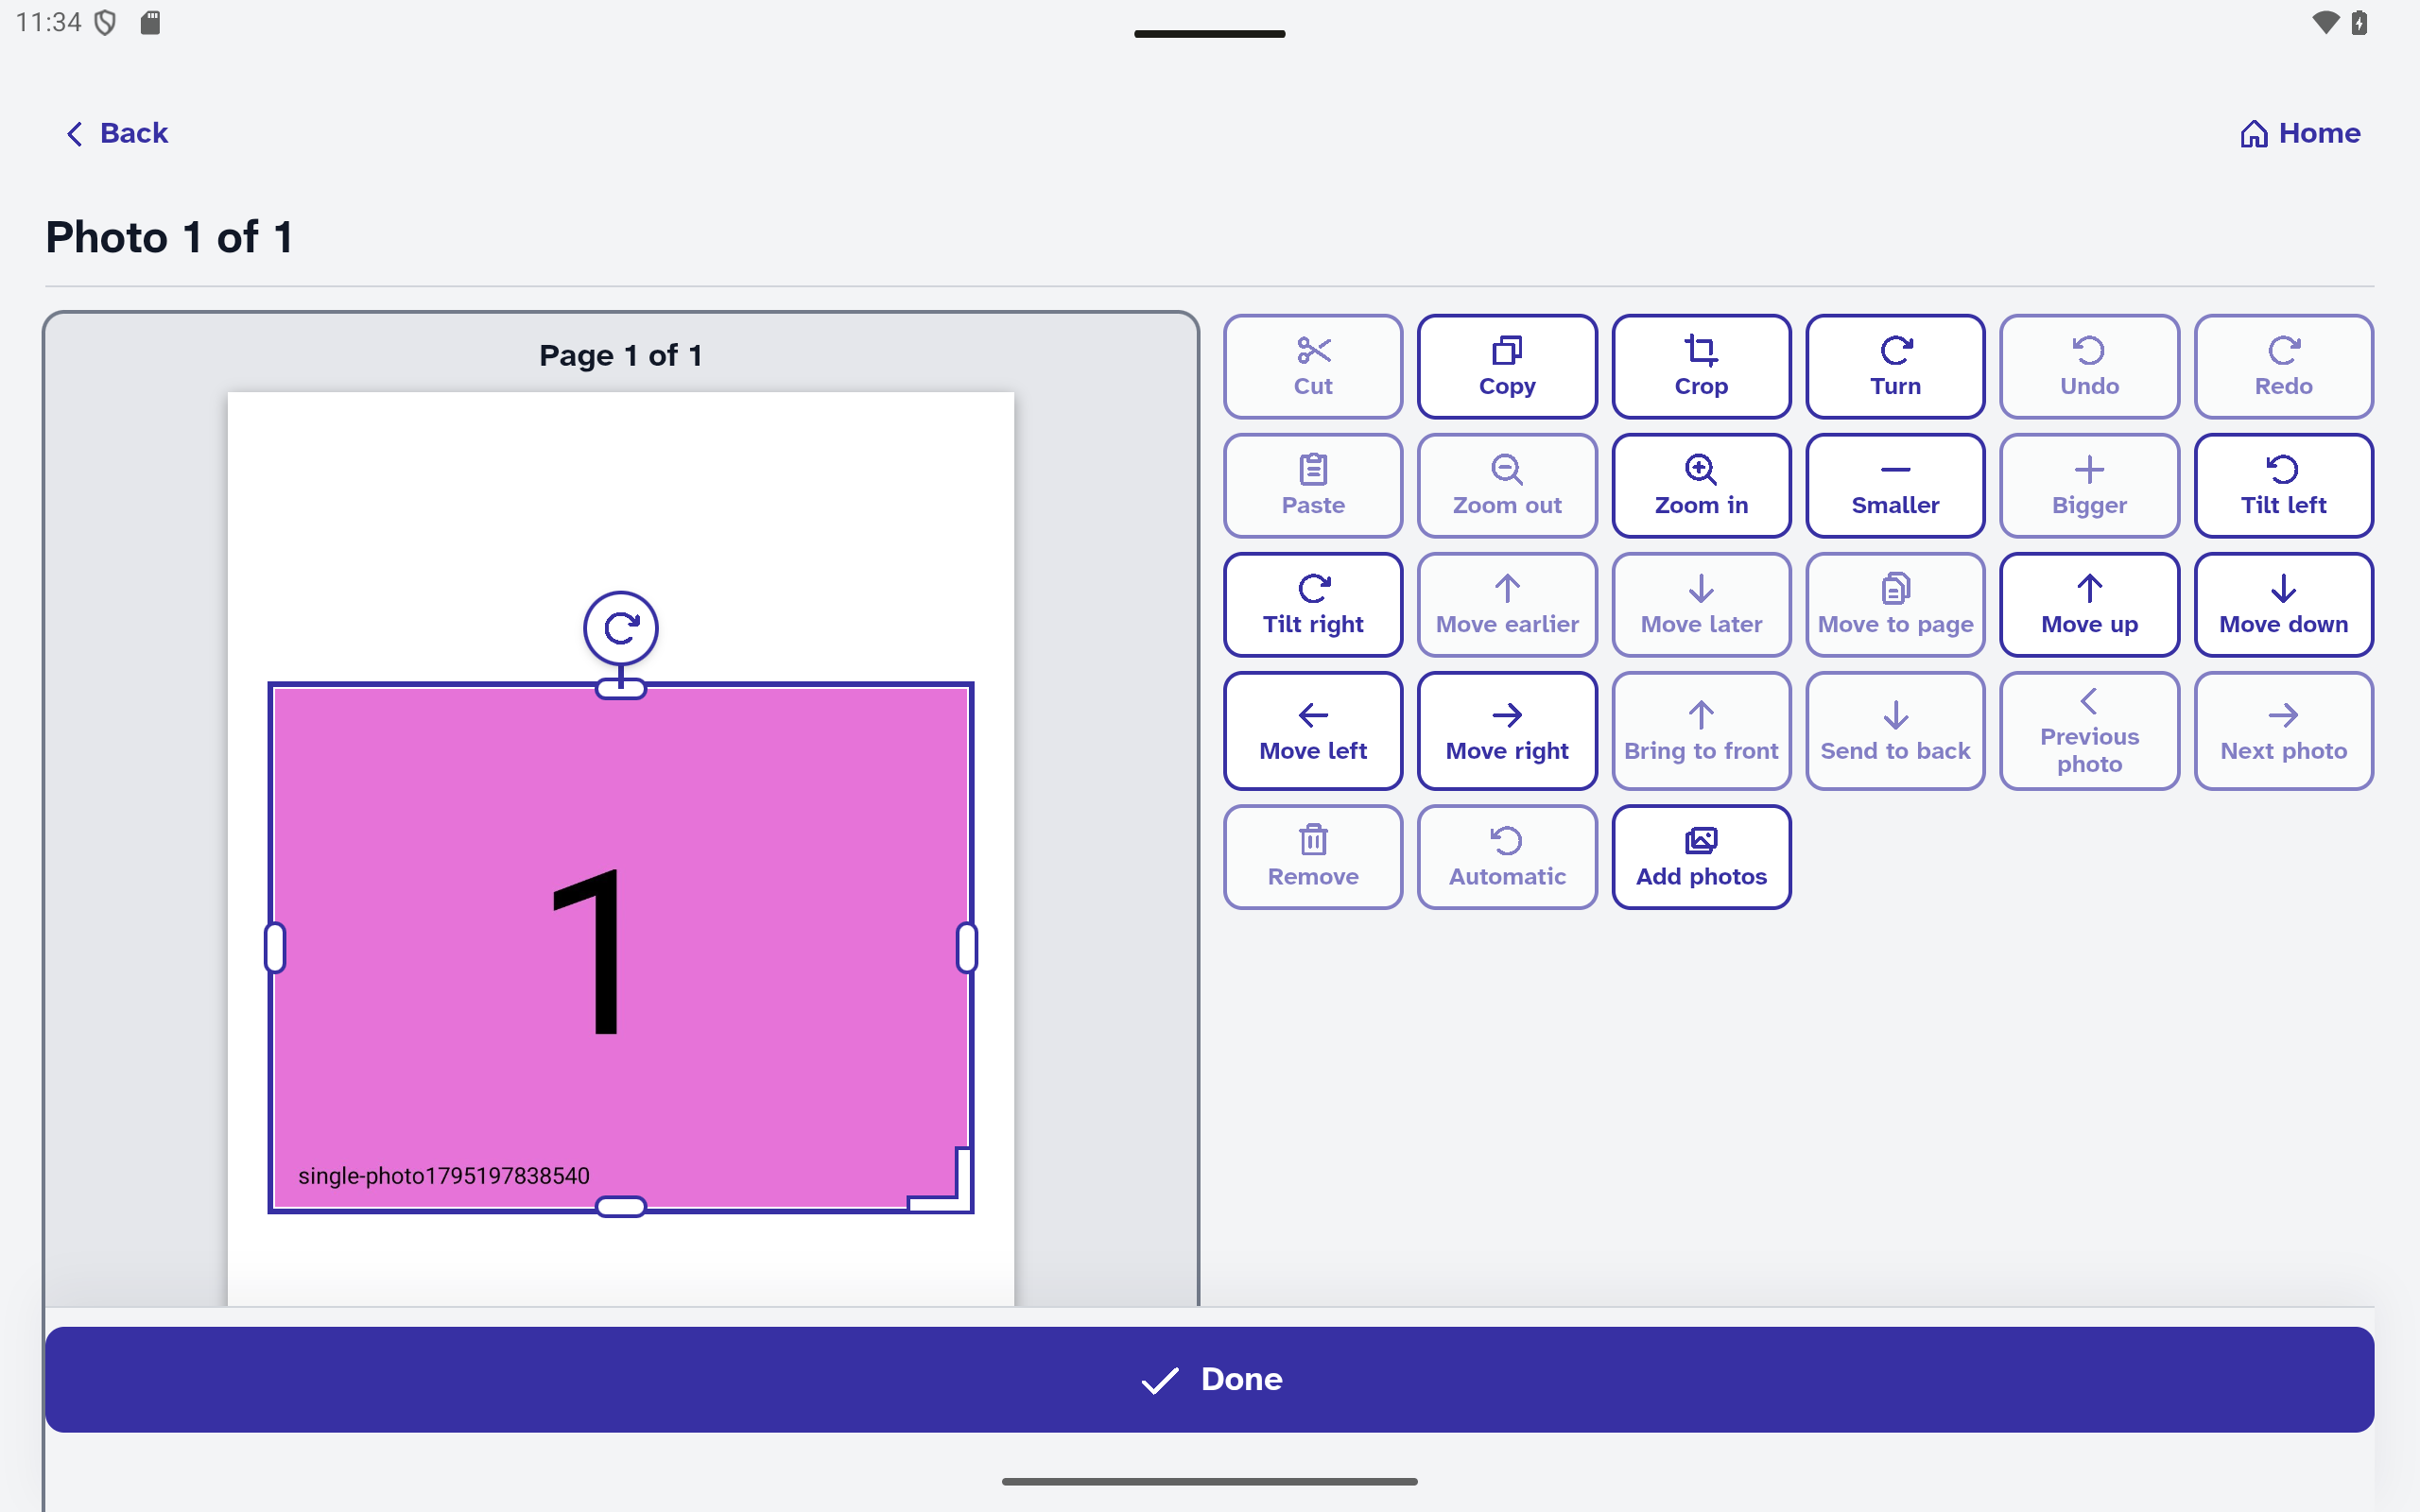 11:34
Back
Home
Photo 1 of 1
Page 1 of 1
Cut
Copy
Crop
Turn
Undo
Redo
Paste
Zoom out
Zoom in
Smaller
Bigger
Tilt left
Tilt right
Move earlier
Move later
Move to page
Move up
Move down
Move left
Move right
Bring to front
Send to back
Previous
photo
Next photo
Remove
Automatic
Add photos
1
single-photo1795197838540
Done